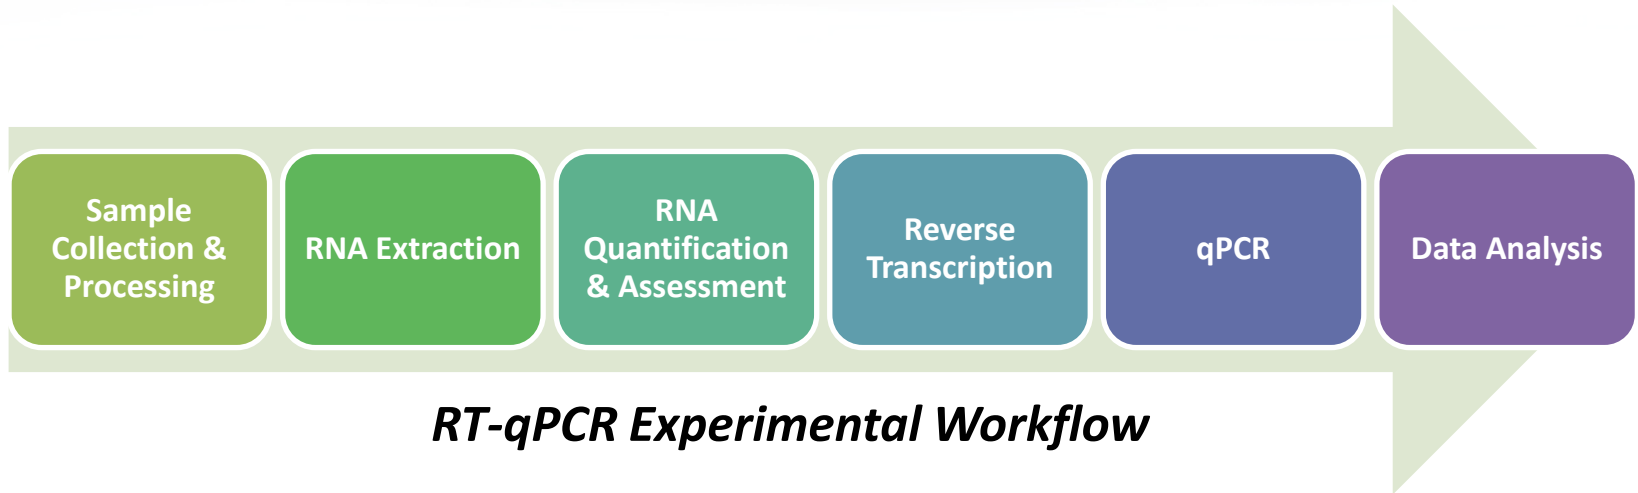 Sample
Collection &
Processing
RNA Extraction
RNA
Quantification
& Assessment
Reverse
Transcription
qPCR
Data Analysis
RT-qPCR Experimental Workflow